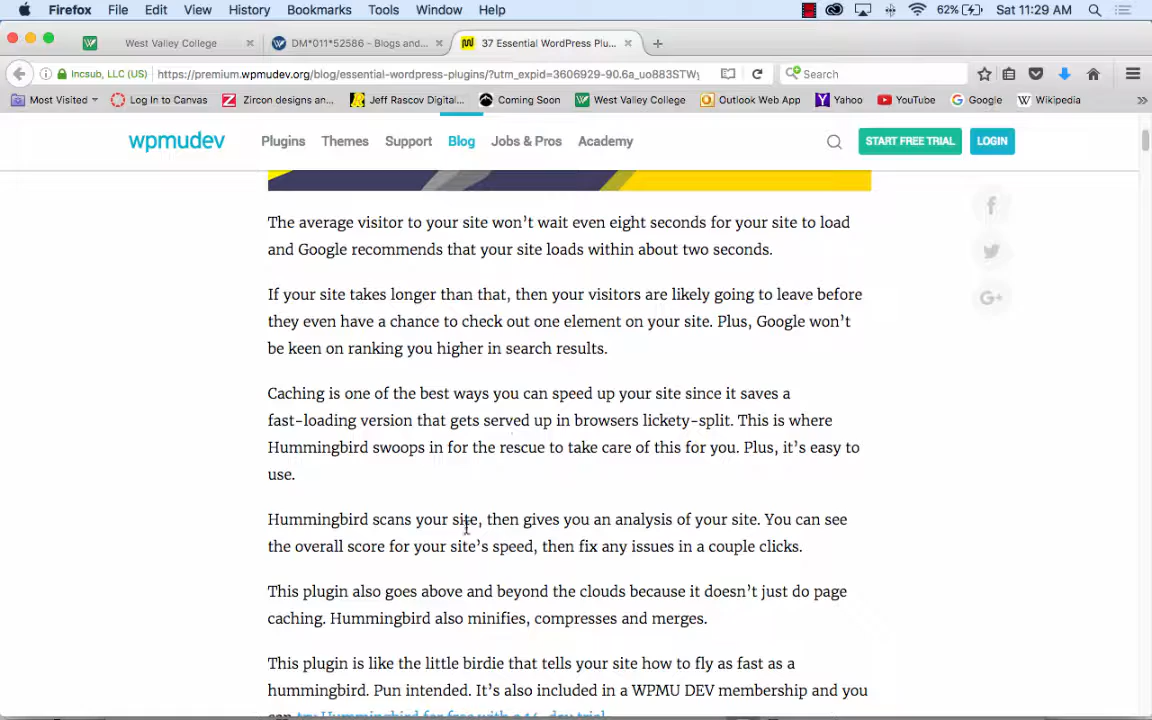 Firefox File Edit View History Bookmarks Tools Window Help 62% Sat 11:29 AM
West Valley College × DM*011*52586 - Blogs and... × 37 Essential WordPress Plu... × +
Incsub, LLC (US) https://premium.wpmudev.org/blog/essential-wordpress-plugins/?utm_expid=3606929-90.6a_uo883STW Search
Most Visited Log In to Canvas Zircon designs an... Jeff Rascov Digital... Coming Soon West Valley College Outlook Web App Yahoo YouTube Google Wikipedia »
wpmudev Plugins Themes Support Blog Jobs & Pros Academy START FREE TRIAL LOGIN
The average visitor to your site won’t wait even eight seconds for your site to load
and Google recommends that your site loads within about two seconds.
If your site takes longer than that, then your visitors are likely going to leave before
they even have a chance to check out one element on your site. Plus, Google won’t
be keen on ranking you higher in search results.
Caching is one of the best ways you can speed up your site since it saves a
fast-loading version that gets served up in browsers lickety-split. This is where
Hummingbird swoops in for the rescue to take care of this for you. Plus, it’s easy to
use.
Hummingbird scans your site, then gives you an analysis of your site. You can see
the overall score for your site’s speed, then fix any issues in a couple clicks.
This plugin also goes above and beyond the clouds because it doesn’t just do page
caching. Hummingbird also minifies, compresses and merges.
This plugin is like the little birdie that tells your site how to fly as fast as a
hummingbird. Pun intended. It’s also included in a WPMU DEV membership and you
can try Hummingbird for free with a 14-day trial